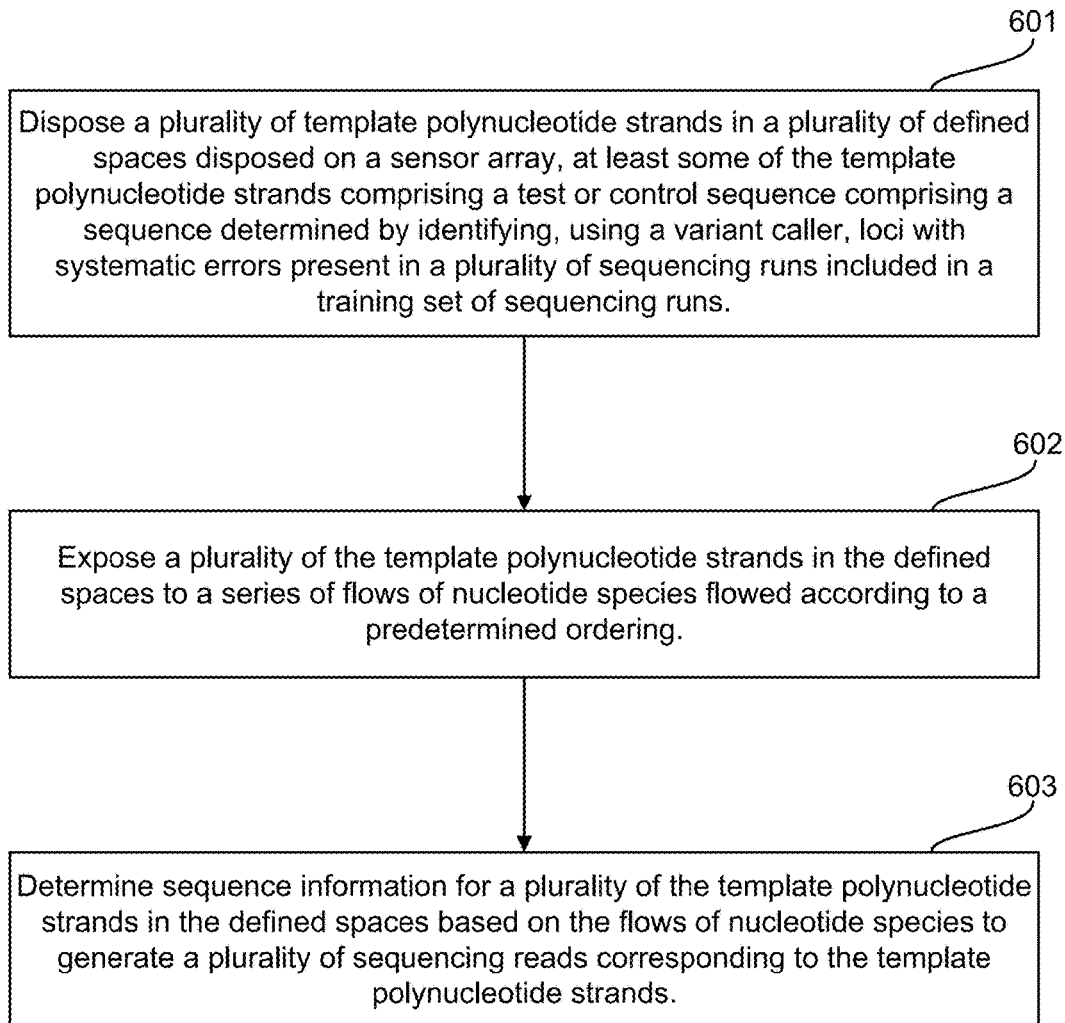 601
Dispose a plurality of template polynucleotide strands in a plurality of defined
spaces disposed on a sensor array, at least some of the template
polynucleotide strands comprising a test or control sequence comprising a
sequence determined by identifying, using a variant caller, loci with
systematic errors present in a plurality of sequencing runs included in a
training set of sequencing runs.
602
Expose a plurality of the template polynucleotide strands in the defined
spaces to a series of flows of nucleotide species flowed according to a
predetermined ordering.
603
Determine sequence information for a plurality of the template polynucleotide
strands in the defined spaces based on the flows of nucleotide species to
generate a plurality of sequencing reads corresponding to the template
polynucleotide strands.